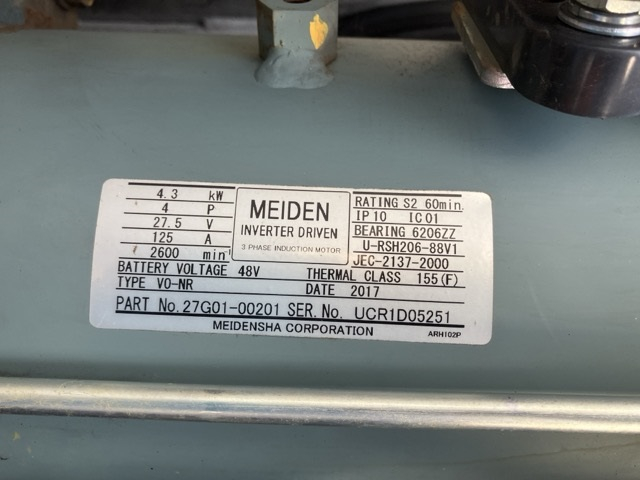 4.3 kW
4 P
27.5 V
125 A
2600 min⁻¹
MEIDEN
INVERTER DRIVEN
3 PHASE INDUCTION MOTOR
RATING S2 60min.
IP10 IC01
BEARING 6206ZZ
U-RSH206-88V1
JEC-2137-2000
BATTERY VOLTAGE 48V THERMAL CLASS 155(F)
TYPE VO-NR DATE 2017
PART No. 27G01-00201 SER. No. UCR1D05251
MEIDENSHA CORPORATION ARH102P